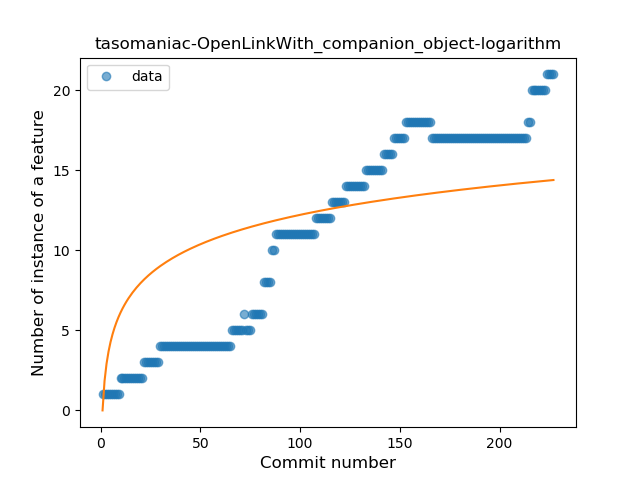 tasomaniac-OpenLinkWith_companion_object-logarithm
data
Number of instance of a feature
20
15
10
5
0
0 50 100 150 200
Commit number